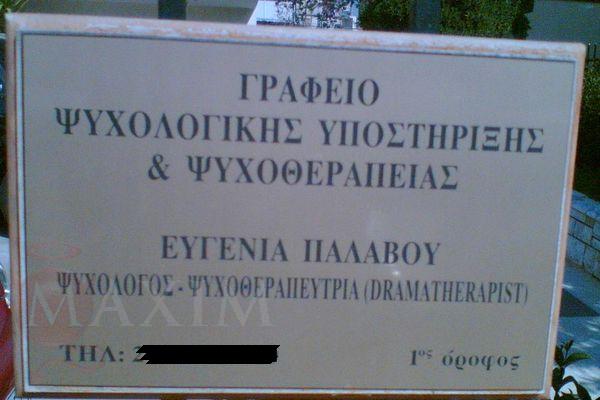 ΓΡΑΦΕΙΟ
ΨΥΧΟΛΟΓΙΚΗΣ ΥΠΟΣΤΗΡΙΞΗΣ
& ΨΥΧΟΘΕΡΑΠΕΙΑΣ
ΕΥΓΕΝΙΑ ΠΑΛΑΒΟΥ
ΨΥΧΟΛΟΓΟΣ - ΨΥΧΟΘΕΡΑΠΕΥΤΡΙΑ (DRAMATHERAPIST)
MAXIM
ΤΗΛ: 1ος όροφος